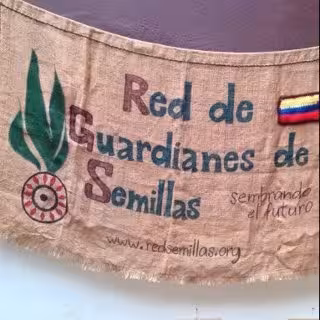 Red de
Guardianes de
Semillas
sembrando
el futuro
www.redsemillas.org